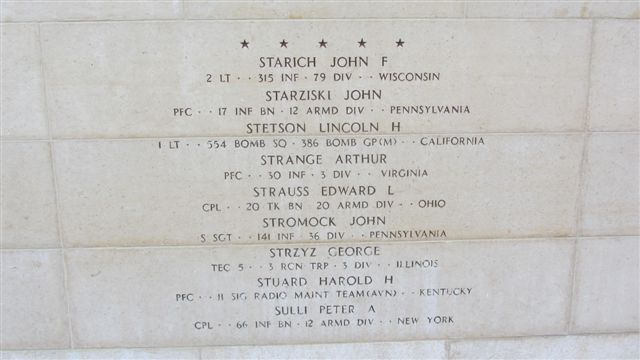 STARICH JOHN F
2 LT · · 315 INF · 79 DIV · · WISCONSIN
STARZISKI JOHN
PFC · · 17 INF BN · 12 ARMD DIV · · PENNSYLVANIA
STETSON LINCOLN H
1 LT · · 554 BOMB SQ · 386 BOMB GP(M) · · CALIFORNIA
STRANGE ARTHUR
PFC · · 30 INF · 3 DIV · · VIRGINIA
STRAUSS EDWARD L
CPL · · 20 TK BN · 20 ARMD DIV · · OHIO
STROMOCK JOHN
S SGT · · 141 INF · 36 DIV · · PENNSYLVANIA
STRZYZ GEORGE
TEC 5 · · 3 RCN TRP · 3 DIV · · ILLINOIS
STUARD HAROLD H
PFC · · 11 SIG RADIO MAINT TEAM(AVN) · · KENTUCKY
SULLI PETER A
CPL · · 66 INF BN · 12 ARMD DIV · · NEW YORK